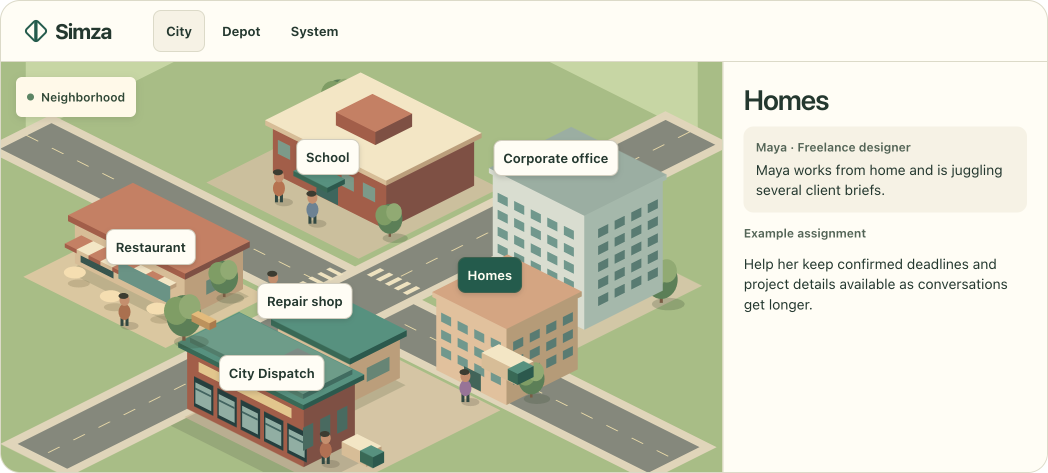 Simza
City
Depot
System
Neighborhood
School
Corporate office
Restaurant
Homes
Repair shop
City Dispatch
Homes
Maya · Freelance designer
Maya works from home and is juggling
several client briefs.
Example assignment
Help her keep confirmed deadlines and
project details available as conversations
get longer.